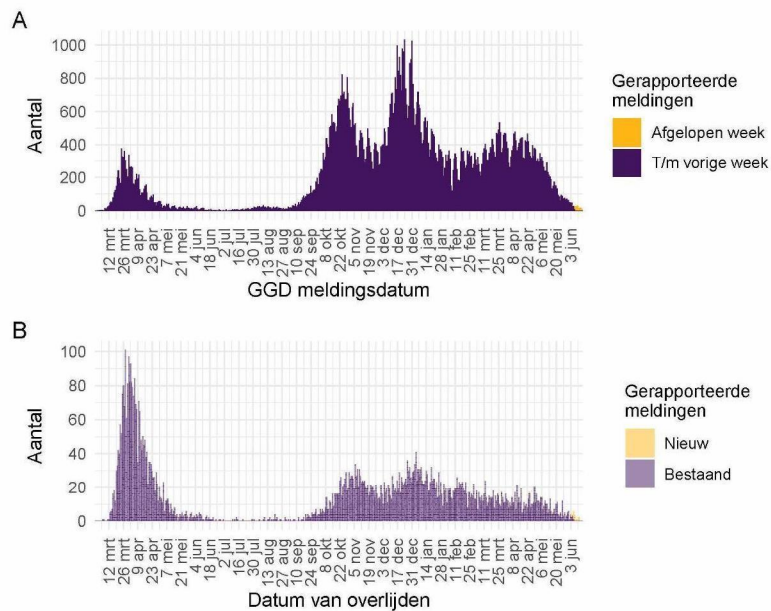 A
1000
800
600
400
200
0
Aantal
12 mrt
26 mrt
9 apr
23 apr
7 mei
21 mei
4 jun
18 jun
2 jul
16 jul
30 jul
13 aug
27 aug
10 sep
24 sep
8 okt
22 okt
5 nov
19 nov
3 dec
17 dec
31 dec
14 jan
28 jan
11 feb
25 feb
11 mrt
25 mrt
8 apr
22 apr
6 mei
20 mei
3 jun
GGD meldingsdatum
Gerapporteerde
meldingen
Afgelopen week
T/m vorige week
B
100
80
60
40
20
0
Aantal
12 mrt
26 mrt
9 apr
23 apr
7 mei
21 mei
4 jun
18 jun
2 jul
16 jul
30 jul
13 aug
27 aug
10 sep
24 sep
8 okt
22 okt
5 nov
19 nov
3 dec
17 dec
31 dec
14 jan
28 jan
11 feb
25 feb
11 mrt
25 mrt
8 apr
22 apr
6 mei
20 mei
3 jun
Datum van overlijden
Gerapporteerde
meldingen
Nieuw
Bestaand